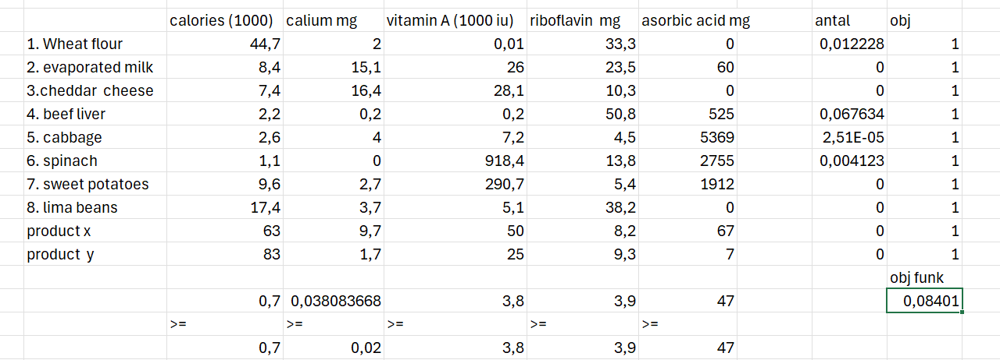 calories (1000) calium mg vitamin A (1000 iu) riboflavin mg asorbic acid mg antal obj
1. Wheat flour 44,7 2 0,01 33,3 0 0,012228 1
2. evaporated milk 8,4 15,1 26 23,5 60 0 1
3.cheddar cheese 7,4 16,4 28,1 10,3 0 0 1
4. beef liver 2,2 0,2 0,2 50,8 525 0,067634 1
5. cabbage 2,6 4 7,2 4,5 5369 2,51E-05 1
6. spinach 1,1 0 918,4 13,8 2755 0,004123 1
7. sweet potatoes 9,6 2,7 290,7 5,4 1912 0 1
8. lima beans 17,4 3,7 5,1 38,2 0 0 1
product x 63 9,7 50 8,2 67 0 1
product y 83 1,7 25 9,3 7 0 1
obj funk
0,7 0,038083668 3,8 3,9 47 0,08401
>= >= >= >= >=
0,7 0,02 3,8 3,9 47